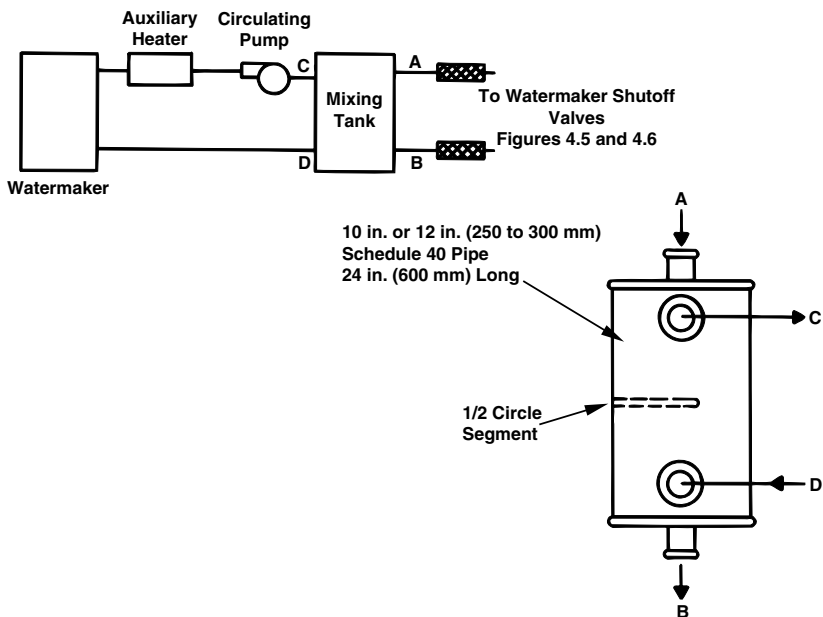 Auxiliary
Heater
Circulating
Pump
C
A
Mixing
Tank
To Watermaker Shutoff
Valves
Figures 4.5 and 4.6
D
B
Watermaker
A
10 in. or 12 in. (250 to 300 mm)
Schedule 40 Pipe
24 in. (600 mm) Long
C
1/2 Circle
Segment
D
B